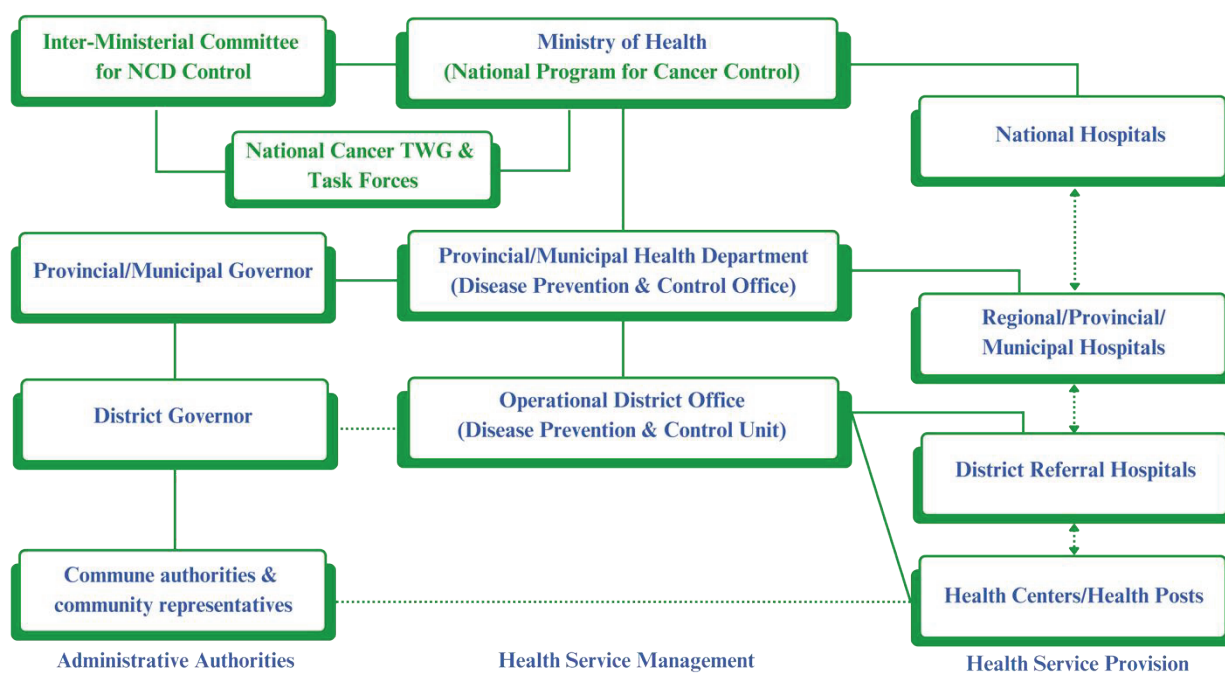 Inter-Ministerial Committee
for NCD Control
Ministry of Health
(National Program for Cancer Control)
National Hospitals
National Cancer TWG &
Task Forces
Provincial/Municipal Governor
Provincial/Municipal Health Department
(Disease Prevention & Control Office)
Regional/Provincial/
Municipal Hospitals
District Governor
Operational District Office
(Disease Prevention & Control Unit)
District Referral Hospitals
Commune authorities &
community representatives
Health Centers/Health Posts
Administrative Authorities
Health Service Management
Health Service Provision